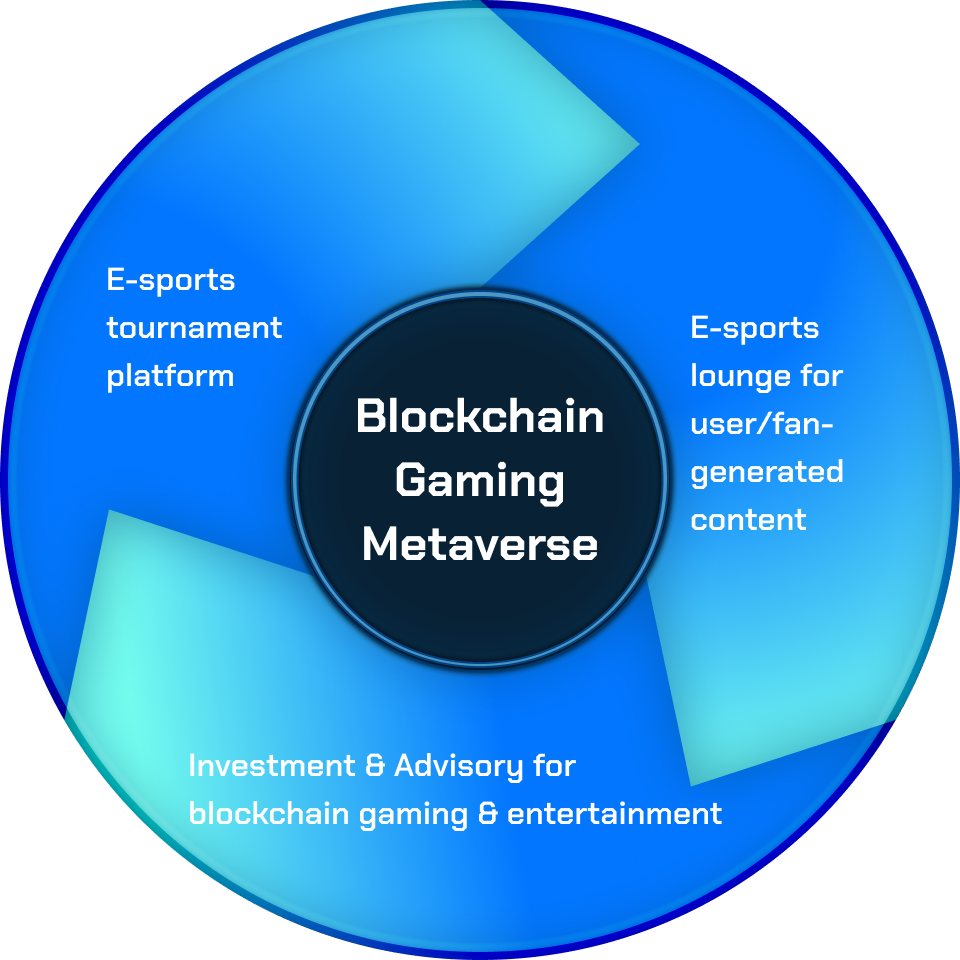 E-sports
tournament
platform
E-sports
lounge for
user/fan-
generated
content
Blockchain
Gaming
Metaverse
Investment & Advisory for
blockchain gaming & entertainment